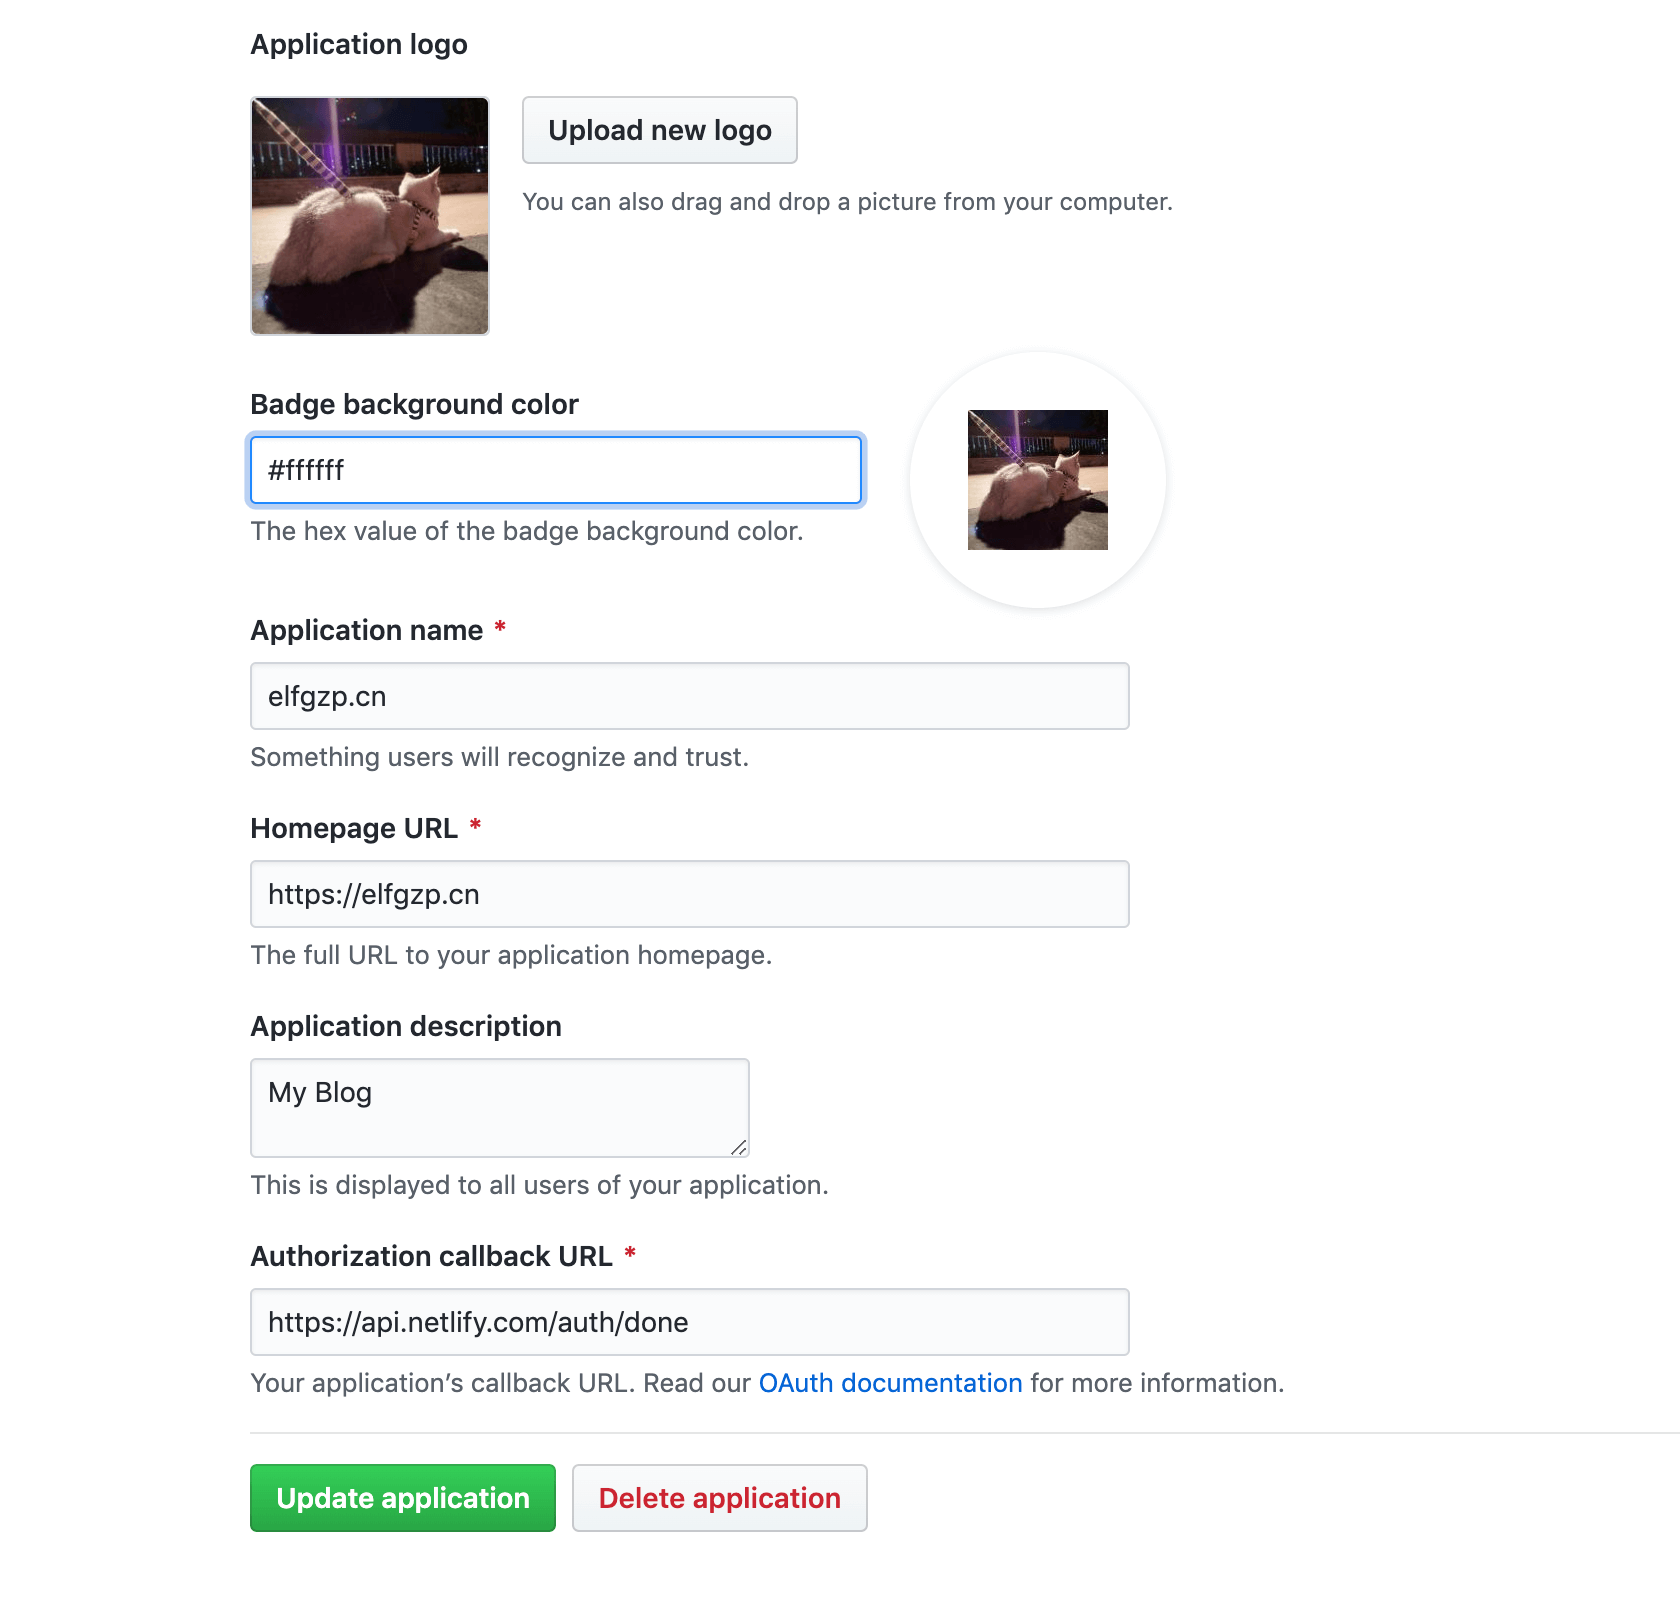 Application logo
Upload new logo
You can also drag and drop a picture from your computer.
Badge background color
#ffffff
The hex value of the badge background color.
Application name *
elfgzp.cn
Something users will recognize and trust.
Homepage URL *
https://elfgzp.cn
The full URL to your application homepage.
Application description
My Blog
This is displayed to all users of your application.
Authorization callback URL *
https://api.netlify.com/auth/done
Your application’s callback URL. Read our OAuth documentation for more information.
Update application
Delete application